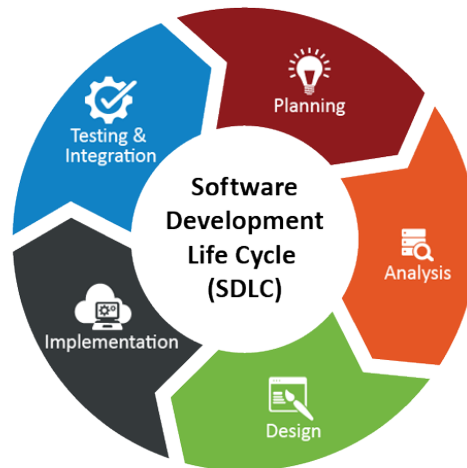 Software
Development
Life Cycle
(SDLC)
Planning
Analysis
Design
Implementation
Testing &
Integration